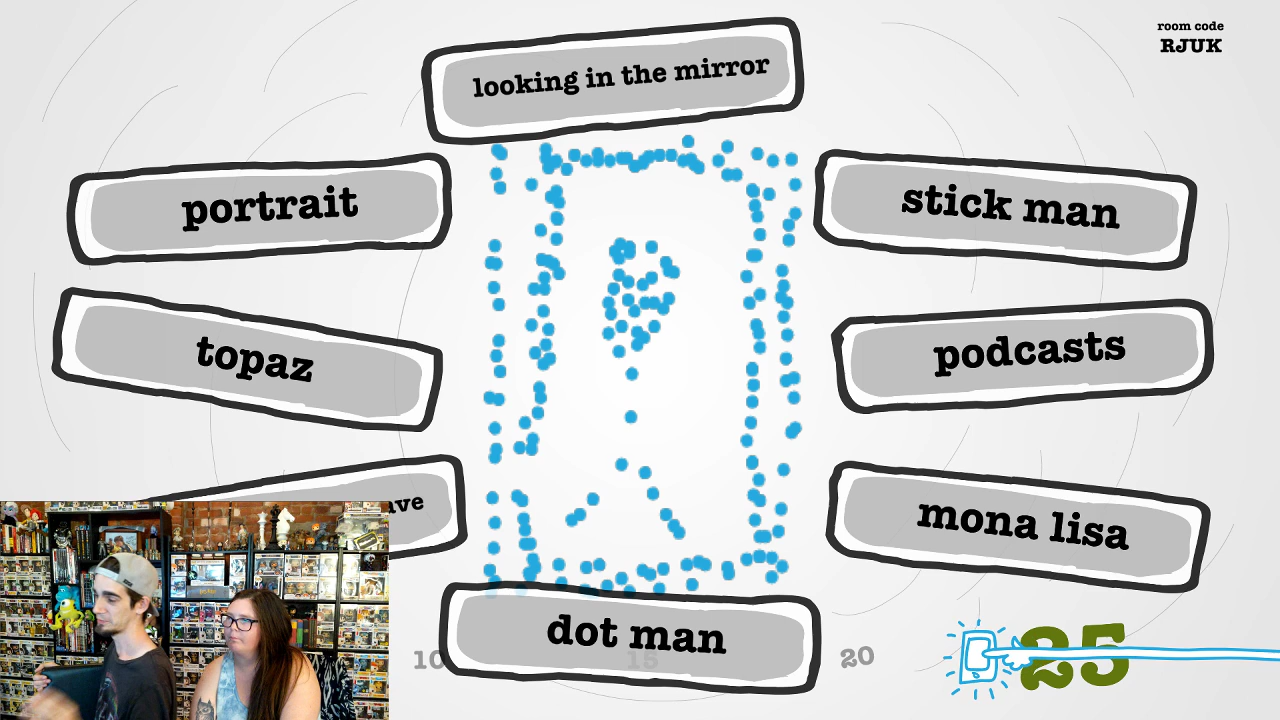 room code
RJUK
looking in the mirror
portrait
stick man
topaz
podcasts
mona lisa
dot man
10
15
20
25